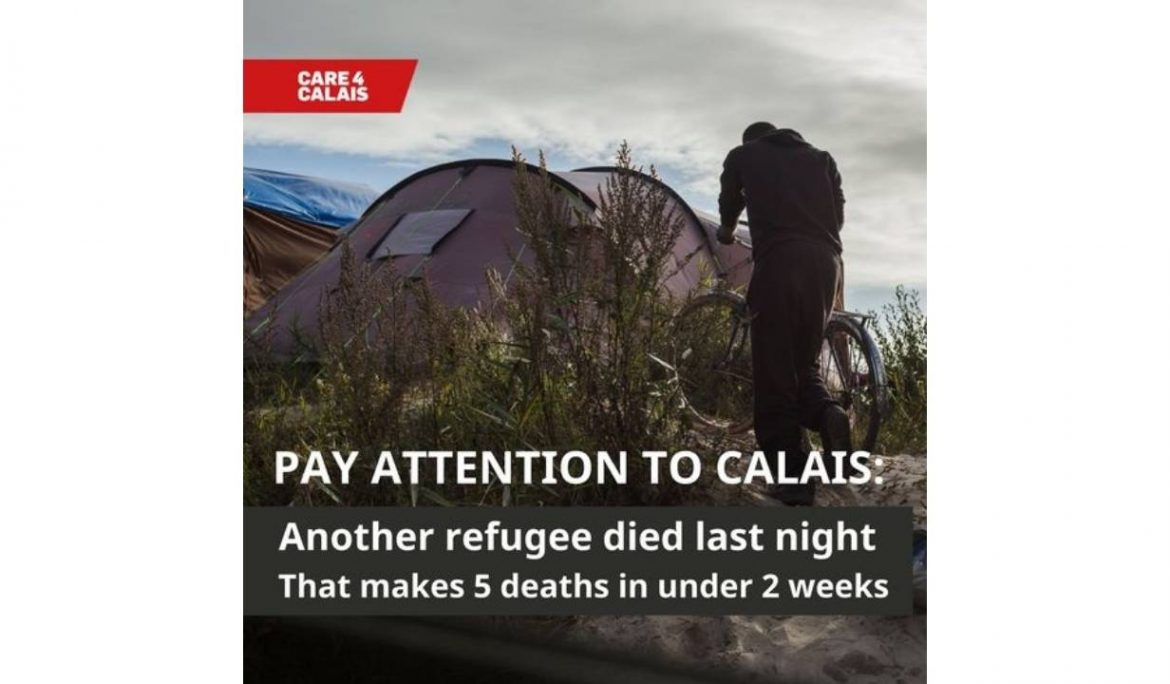 CARE 4
CALAIS
PAY ATTENTION TO CALAIS:
Another refugee died last night
That makes 5 deaths in under 2 weeks